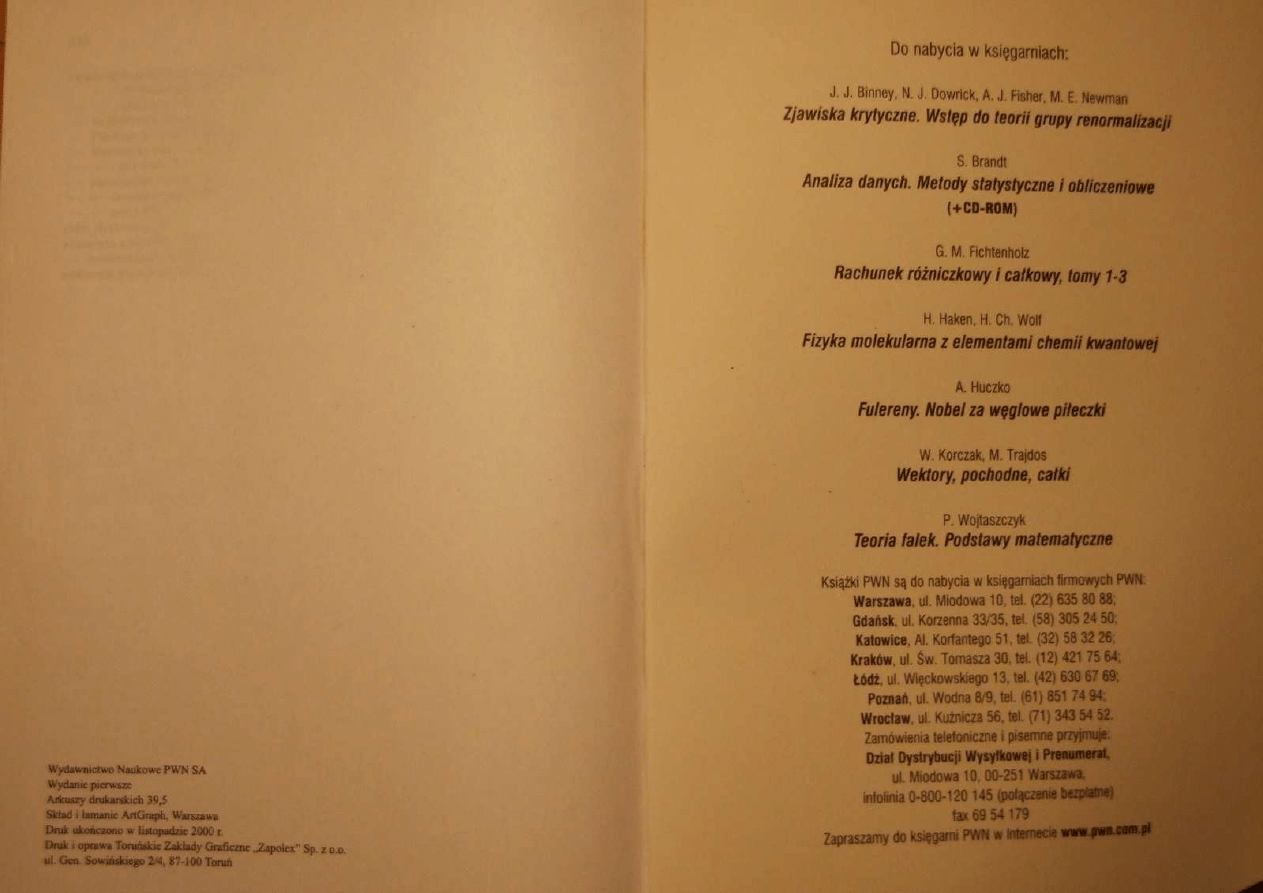 Wydawnictwo Naukowe PWN SA
Wydanie pierwsze
Arkuszy drukarskich 39,5
Skład i łamanie ArtGraph, Warszawa
Druk ukończono w listopadzie 2000 r.
Druk i oprawa Toruńskie Zakłady Graficzne „Zapolex” Sp. z o.o.
ul. Gen. Sowińskiego 2/4, 87-100 Toruń
Do nabycia w księgarniach:
J. J. Binney, N. J. Dowrick, A. J. Fisher, M. E. Newman
Zjawiska krytyczne. Wstęp do teorii grupy renormalizacji
S. Brandt
Analiza danych. Metody statystyczne i obliczeniowe
(+CD-ROM)
G. M. Fichtenholz
Rachunek różniczkowy i całkowy, tomy 1-3
H. Haken, H. Ch. Wolf
Fizyka molekularna z elementami chemii kwantowej
A. Huczko
Fulereny. Nobel za węglowe piłeczki
W. Korczak, M. Trajdos
Wektory, pochodne, całki
P. Wojtaszczyk
Teoria falek. Podstawy matematyczne
Książki PWN są do nabycia w księgarniach firmowych PWN:
Warszawa, ul. Miodowa 10, tel. (22) 635 80 88;
Gdańsk, ul. Korzenna 33/35, tel. (58) 305 24 50;
Katowice, Al. Korfantego 51, tel. (32) 58 32 26;
Kraków, ul. Św. Tomasza 30, tel. (12) 421 75 64;
Łódź, ul. Więckowskiego 13, tel. (42) 630 67 69;
Poznań, ul. Wodna 8/9, tel. (61) 851 74 94;
Wrocław, ul. Kuźnicza 56, tel. (71) 343 54 52.
Zamówienia telefoniczne i pisemne przyjmuje:
Dział Dystrybucji Wysyłkowej i Prenumerat,
ul. Miodowa 10, 00-251 Warszawa,
infolinia 0-800-120 145 (połączenie bezpłatne)
fax 69 54 179
Zapraszamy do księgarni PWN w Internecie www.pwn.com.pl